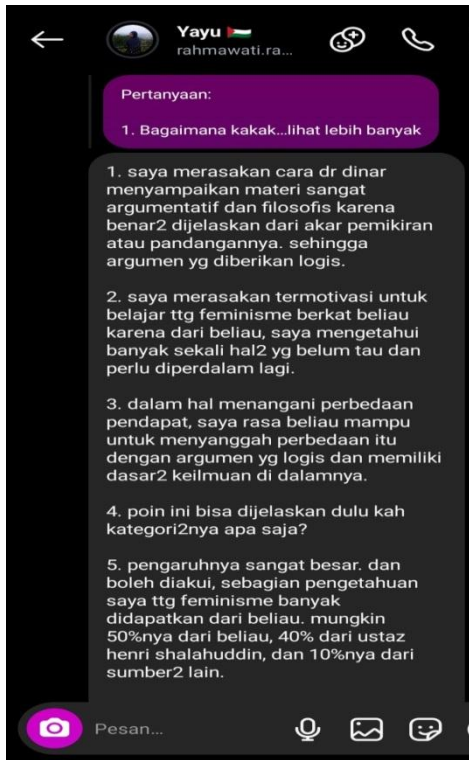 Yayu 🇵🇸
rahmawati.ra...
Pertanyaan:
1. Bagaimana kakak...lihat lebih banyak
1. saya merasakan cara dr dinar
menyampaikan materi sangat
argumentatif dan filosofis karena
benar2 dijelaskan dari akar pemikiran
atau pandangannya. sehingga
argumen yg diberikan logis.
2. saya merasakan termotivasi untuk
belajar ttg feminisme berkat beliau
karena dari beliau, saya mengetahui
banyak sekali hal2 yg belum tau dan
perlu diperdalam lagi.
3. dalam hal menangani perbedaan
pendapat, saya rasa beliau mampu
untuk menyanggah perbedaan itu
dengan argumen yg logis dan memiliki
dasar2 keilmuan di dalamnya.
4. poin ini bisa dijelaskan dulu kah
kategori2nya apa saja?
5. pengaruhnya sangat besar. dan
boleh diakui, sebagian pengetahuan
saya ttg feminisme banyak
didapatkan dari beliau. mungkin
50%nya dari beliau, 40% dari ustaz
henri shalahuddin, dan 10%nya dari
sumber2 lain.
Pesan...